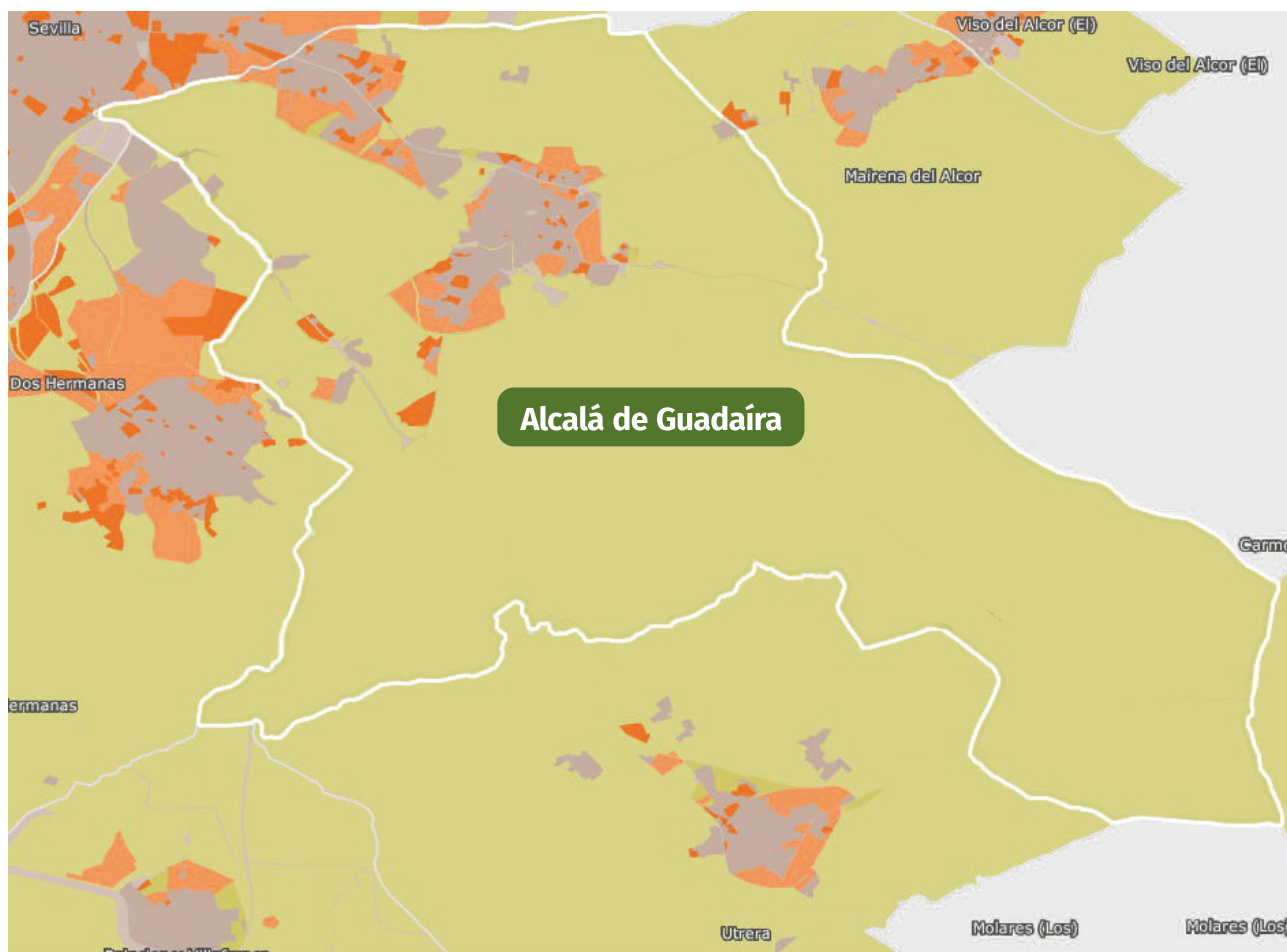 Sevilla
Viso del Alcor (El)
Viso del Alcor (El)
Mairena del Alcor
Dos Hermanas
Alcalá de Guadaíra
Carmo
ermanas
Utrera
Molares (Los)
Molares (Los)